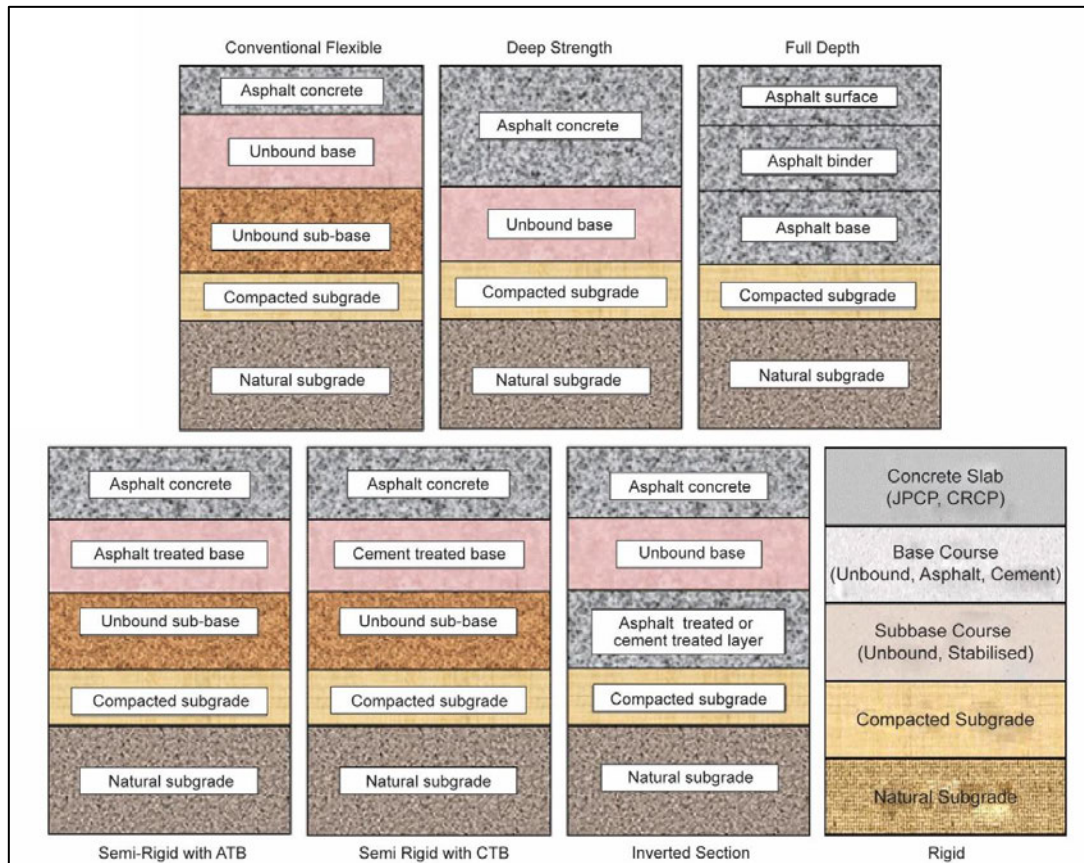 Conventional Flexible
Asphalt concrete
Unbound base
Unbound sub-base
Compacted subgrade
Natural subgrade
Deep Strength
Asphalt concrete
Unbound base
Compacted subgrade
Natural subgrade
Full Depth
Asphalt surface
Asphalt binder
Asphalt base
Compacted subgrade
Natural subgrade
Asphalt concrete
Asphalt treated base
Unbound sub-base
Compacted subgrade
Natural subgrade
Semi-Rigid with ATB
Asphalt concrete
Cement treated base
Unbound sub-base
Compacted subgrade
Natural subgrade
Semi Rigid with CTB
Asphalt concrete
Unbound base
Asphalt treated or
cement treated layer
Compacted subgrade
Natural subgrade
Inverted Section
Concrete Slab
(JPCP, CRCP)
Base Course
(Unbound, Asphalt, Cement)
Subbase Course
(Unbound, Stabilised)
Compacted Subgrade
Natural Subgrade
Rigid